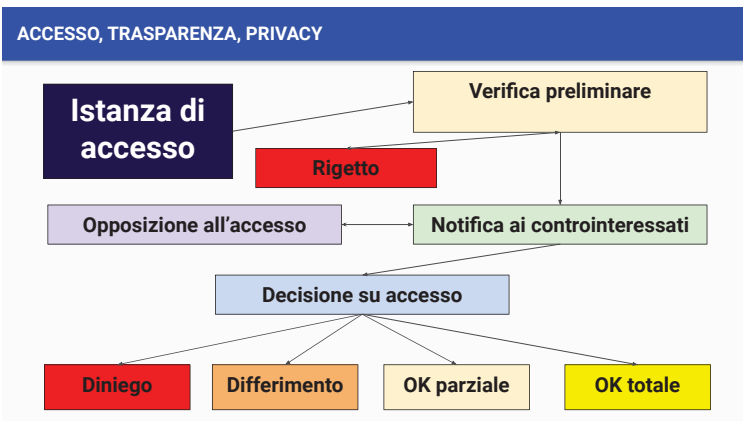 ACCESSO, TRASPARENZA, PRIVACY
Istanza di
accesso
Verifica preliminare
Rigetto
Opposizione all’accesso
Notifica ai controinteressati
Decisione su accesso
Diniego
Differimento
OK parziale
OK totale